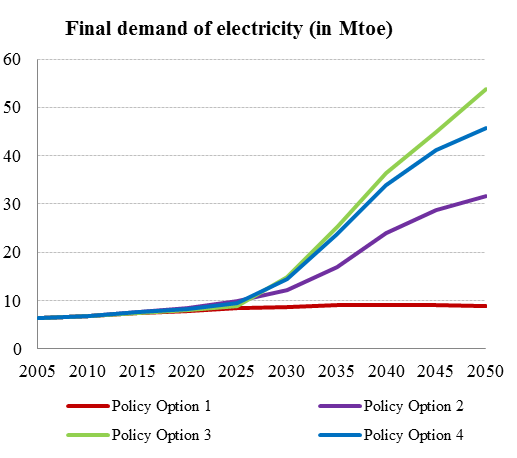 Final demand of electricity (in Mtoe)
60
50
40
30
20
10
0
2005 2010 2015 2020 2025 2030 2035 2040 2045 2050
Policy Option 1 Policy Option 2
Policy Option 3 Policy Option 4